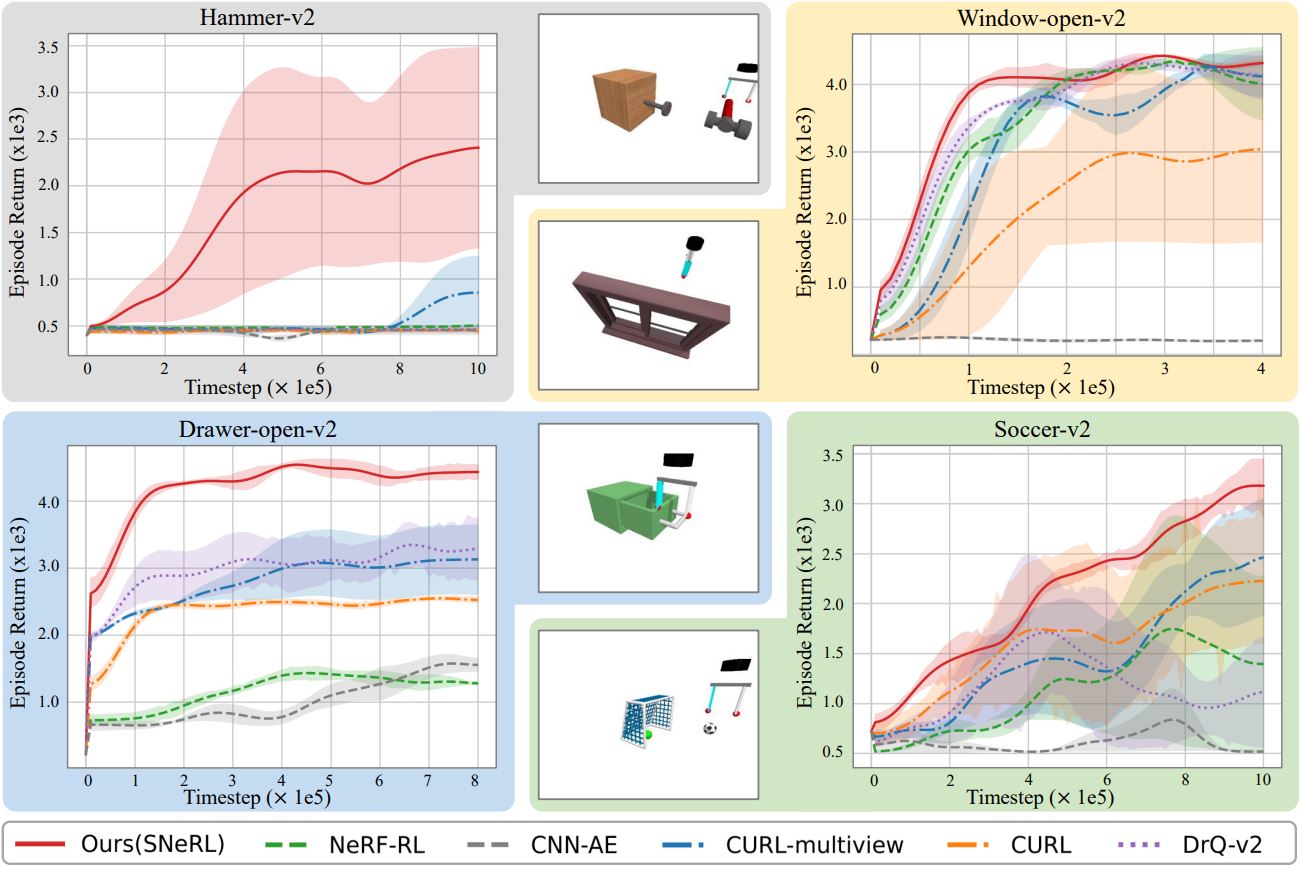 Hammer-v2
Episode Return (x1e3)
3.5
3.0
2.5
2.0
1.5
1.0
0.5
0 2 4 6 8 10
Timestep (× 1e5)
Window-open-v2
Episode Return (x1e3)
4.0
3.0
2.0
1.0
0 1 2 3 4
Timestep (× 1e5)
Drawer-open-v2
Episode Return (x1e3)
4.0
3.0
2.0
1.0
0 1 2 3 4 5 6 7 8
Timestep (× 1e5)
Soccer-v2
Episode Return (x1e3)
3.5
3.0
2.5
2.0
1.5
1.0
0.5
0 2 4 6 8 10
Timestep (× 1e5)
Ours(SNeRL) NeRF-RL CNN-AE CURL-multiview CURL DrQ-v2